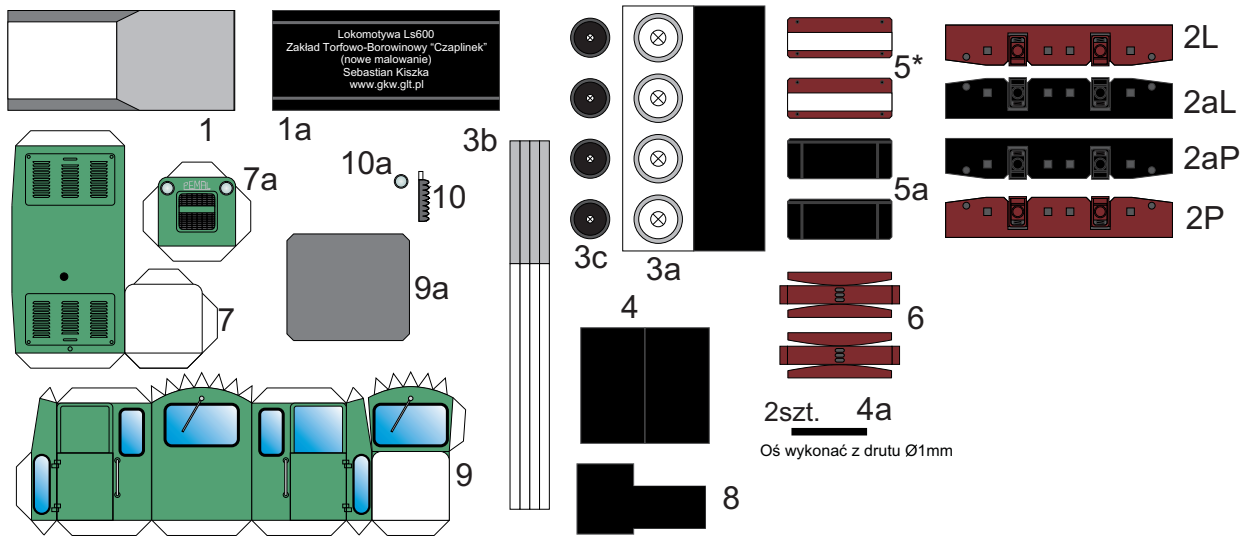 Lokomotywa Ls600
Zakład Torfowo-Borowinowy "Czaplinek"
(nowe malowanie)
Sebastian Kiszka
www.gkw.glt.pl
1
1a
3b
3c
3a
5*
5a
2L
2aL
2aP
2P
7a
10a
10
7
9a
4
6
2szt.
4a
Oś wykonać z drutu Ø1mm
9
8